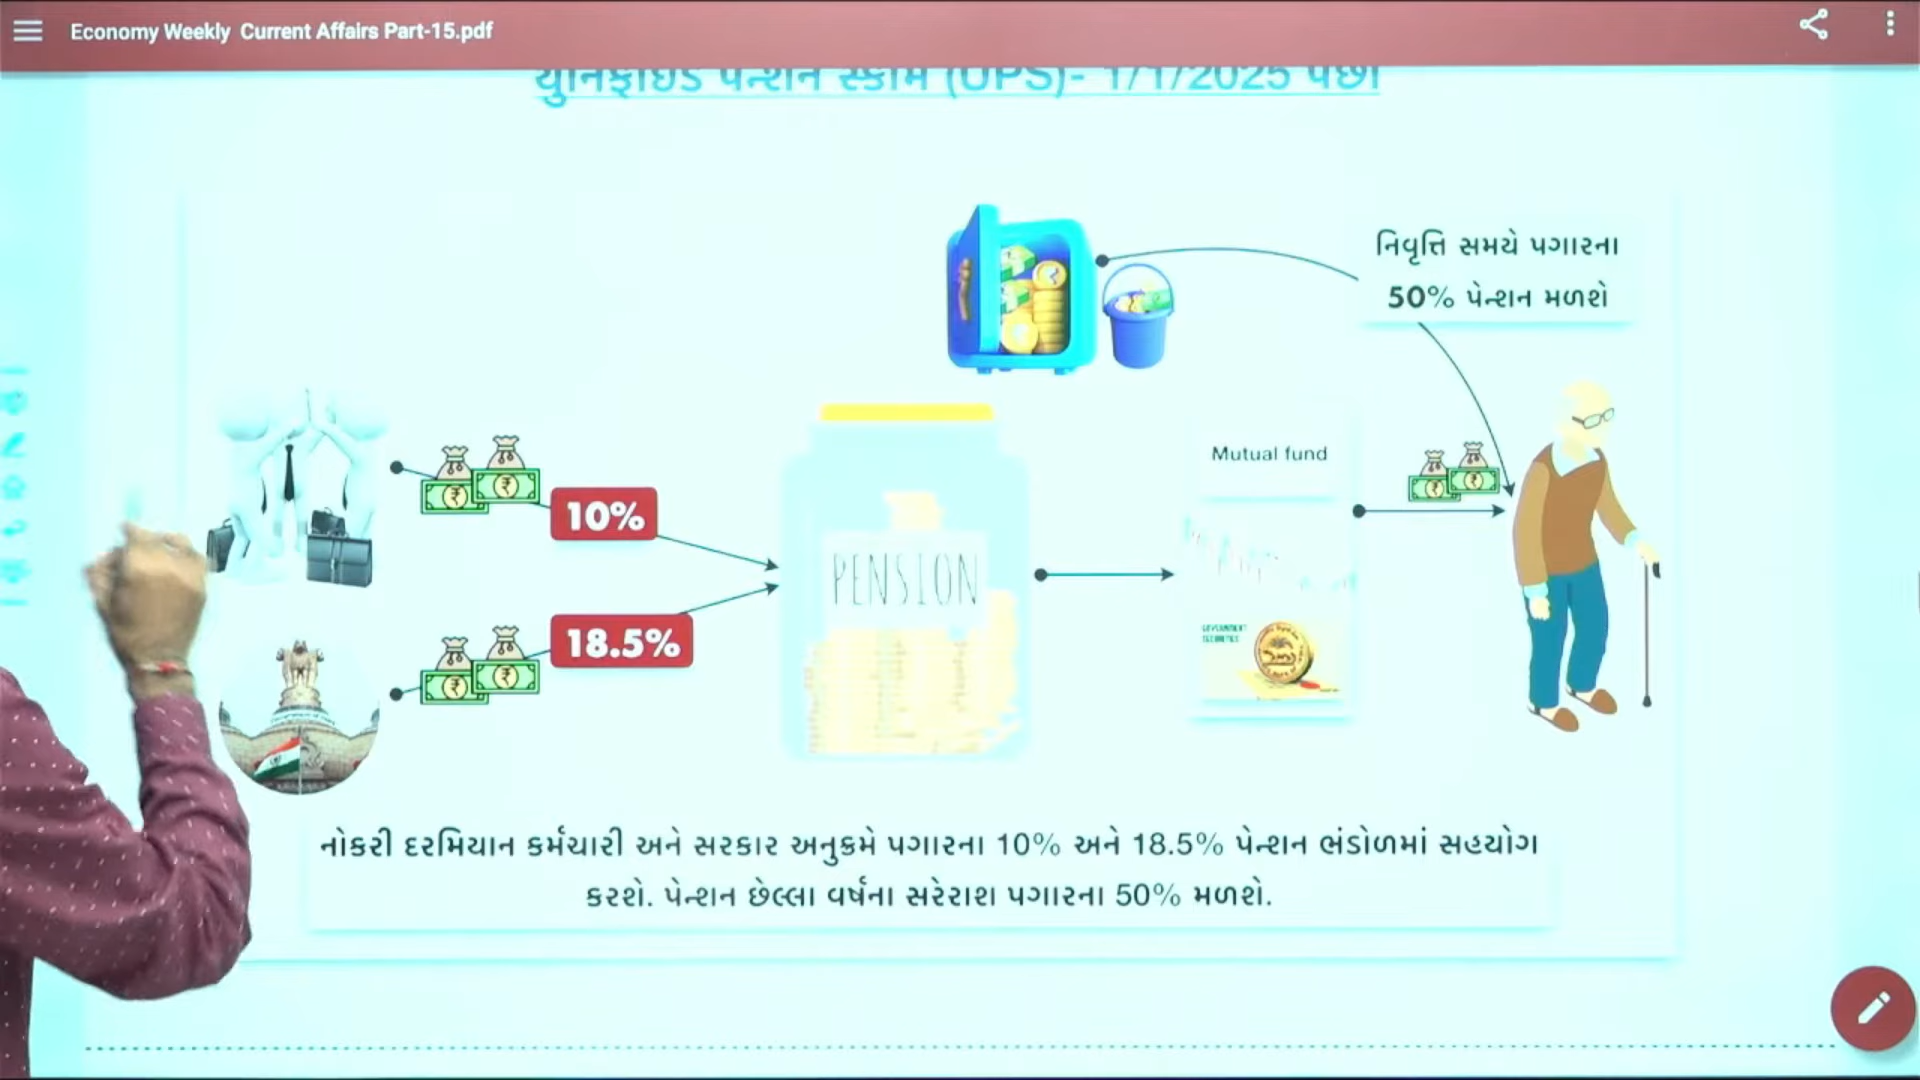 Economy Weekly Current Affairs Part-15.pdf
યુનિફાઇડ પેન્શન સ્કીમ (UPS)- 1/1/2025 પછી
નિવૃત્તિ સમયે પગારના
50% પેન્શન મળશે
Mutual fund
10%
PENSION
18.5%
GOVERNMENT
SECURITIES
નોકરી દરમિયાન કર્મચારી અને સરકાર અનુક્રમે પગારના 10% અને 18.5% પેન્શન ભંડોળમાં સહયોગ
કરશે. પેન્શન છેલ્લા વર્ષના સરેરાશ પગારના 50% મળશે.